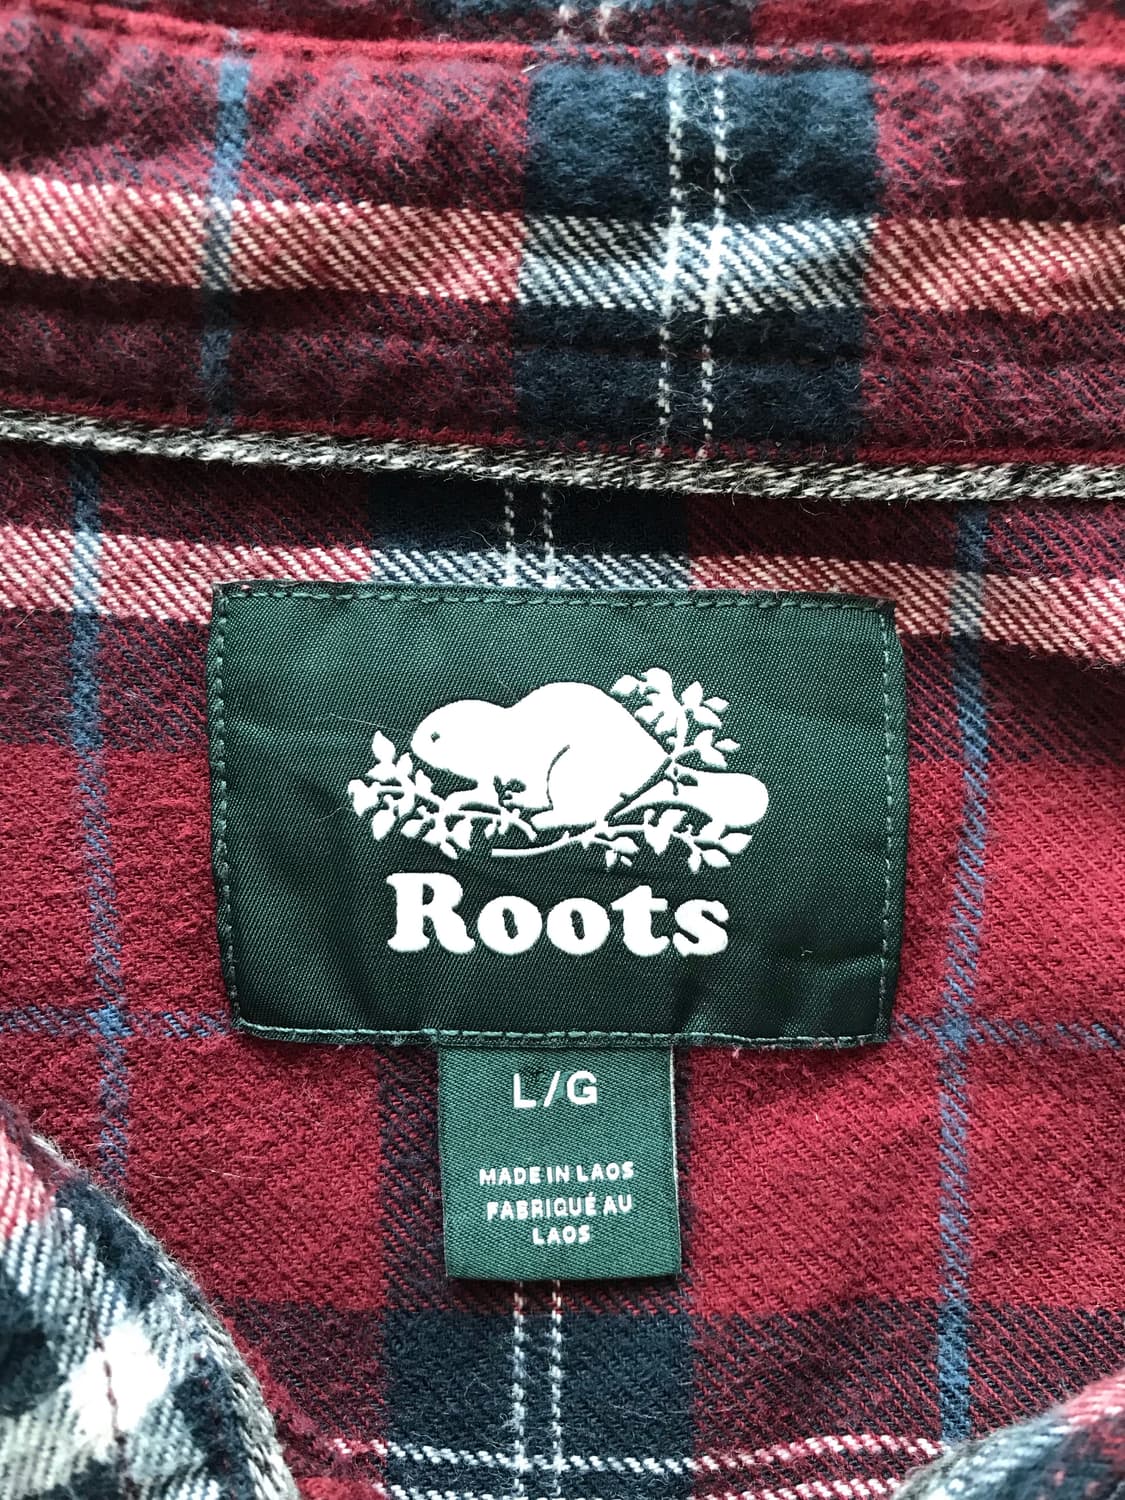 Roots
L/G
MADE IN LAOS
FABRIQUÉ AU
LAOS